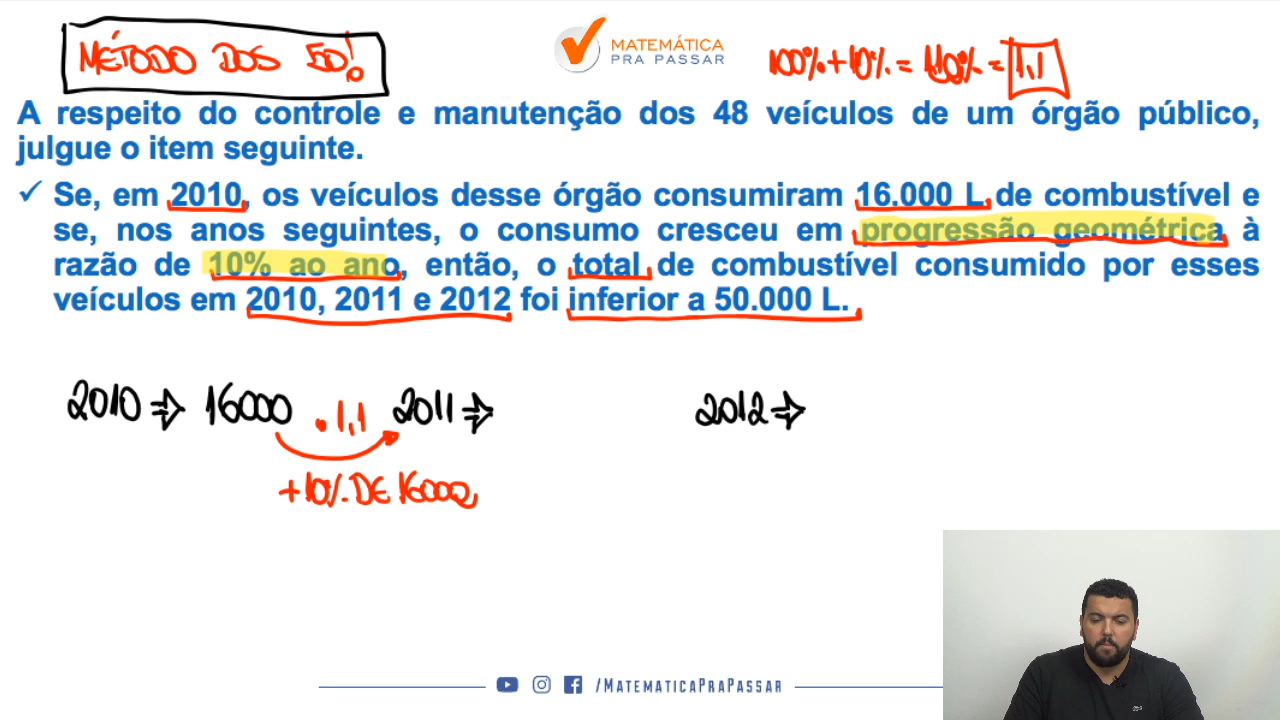 MÉTODO DOS 50!
MATEMÁTICA
PRA PASSAR
100% + 10% = 110% = 1,1
A respeito do controle e manutenção dos 48 veículos de um órgão público,
julgue o item seguinte.
✓ Se, em 2010, os veículos desse órgão consumiram 16.000 L de combustível e
se, nos anos seguintes, o consumo cresceu em progressão geométrica à
razão de 10% ao ano, então, o total de combustível consumido por esses
veículos em 2010, 2011 e 2012 foi inferior a 50.000 L.
2010 ⇒ 16000 . 1,1 2011 ⇒ 2012 ⇒
+10% DE 16000
/MATEMATICAPRAPASSAR